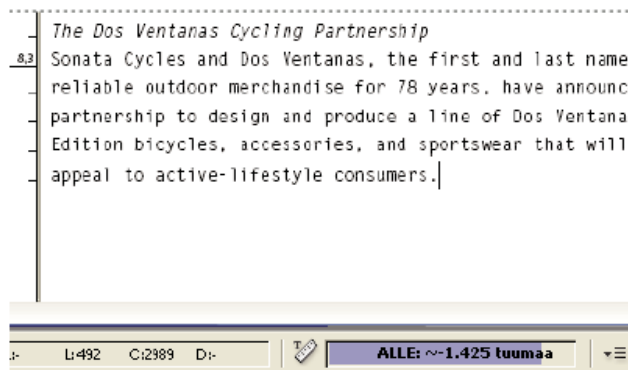 The Dos Ventanas Cycling Partnership
8,3
Sonata Cycles and Dos Ventanas, the first and last name
reliable outdoor merchandise for 78 years, have announc
partnership to design and produce a line of Dos Ventana
Edition bicycles, accessories, and sportswear that will
appeal to active-lifestyle consumers.
.:- L:492 C:2989 D:- ALLE: ~-1.425 tuumaa